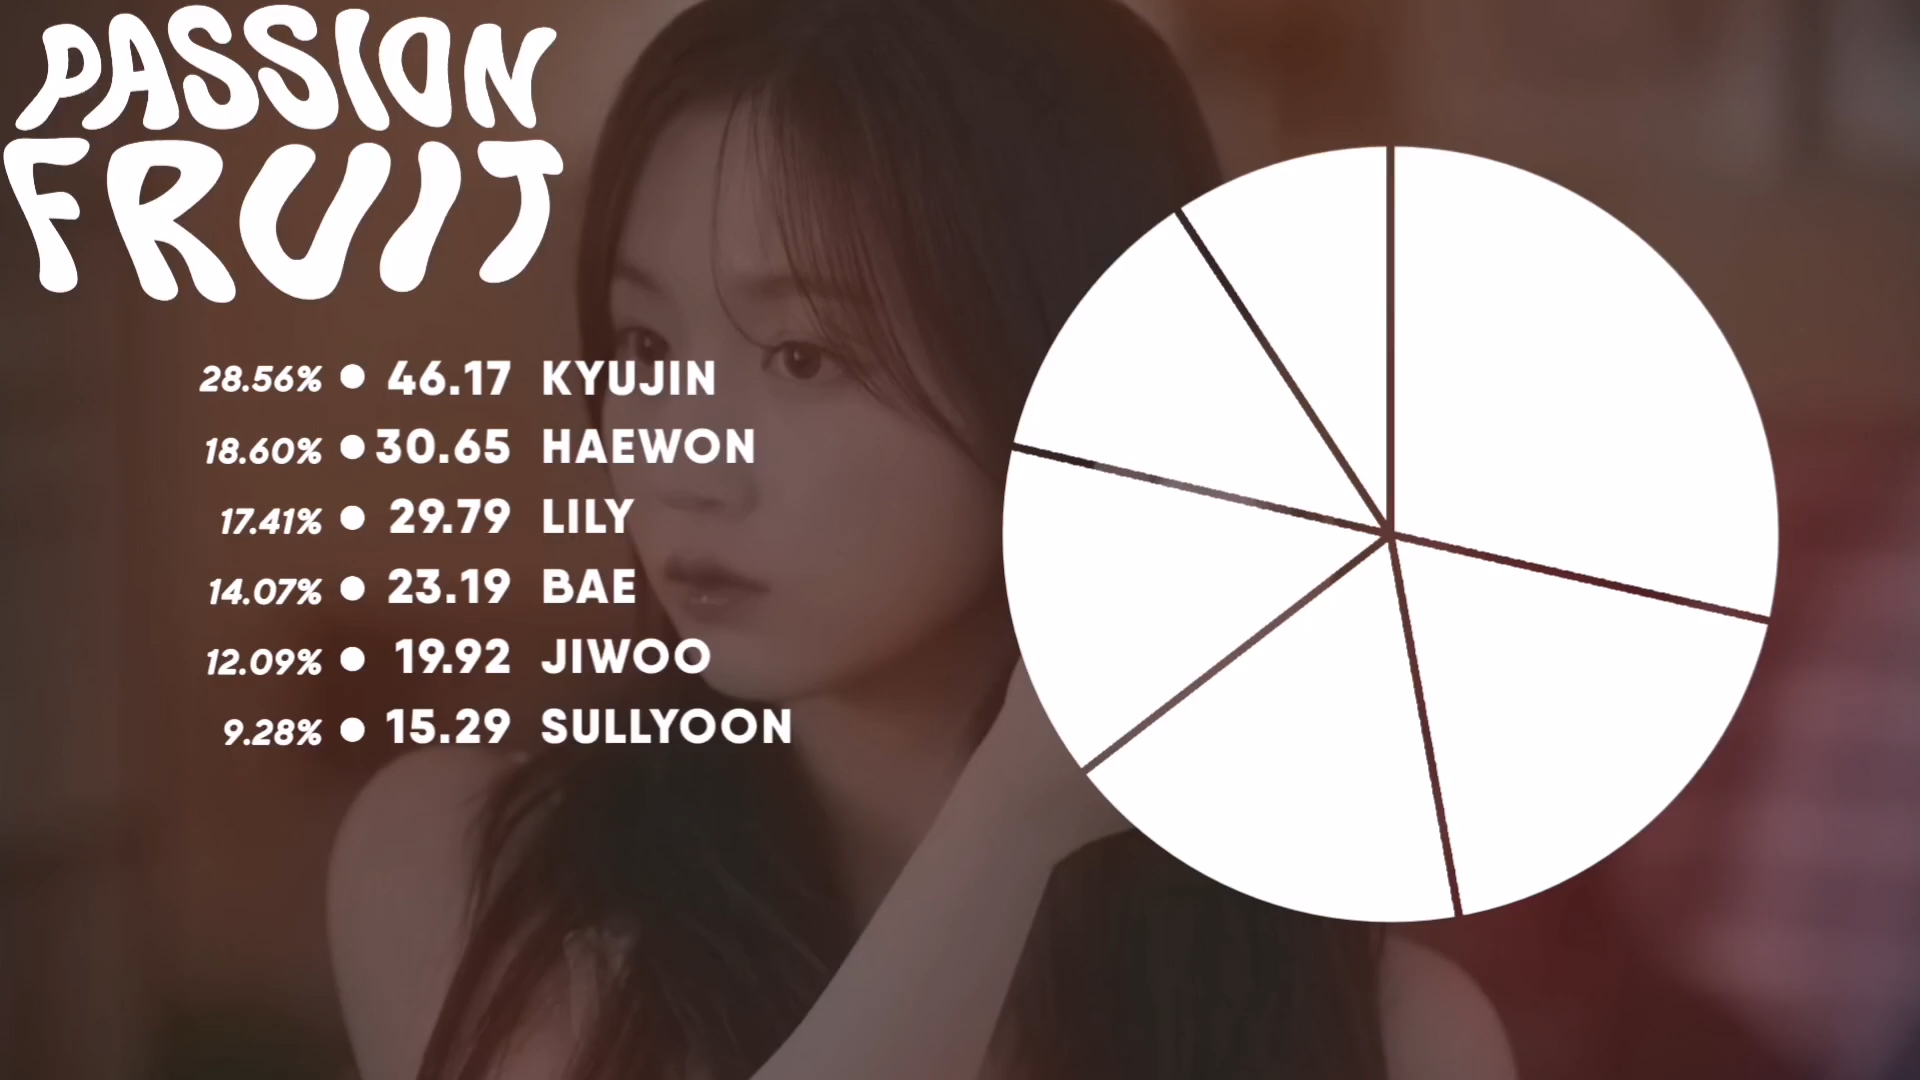 PASSION
FRUIT
28.56% ● 46.17 KYUJIN
18.60% ● 30.65 HAEWON
17.41% ● 29.79 LILY
14.07% ● 23.19 BAE
12.09% ● 19.92 JIWOO
9.28% ● 15.29 SULLYOON